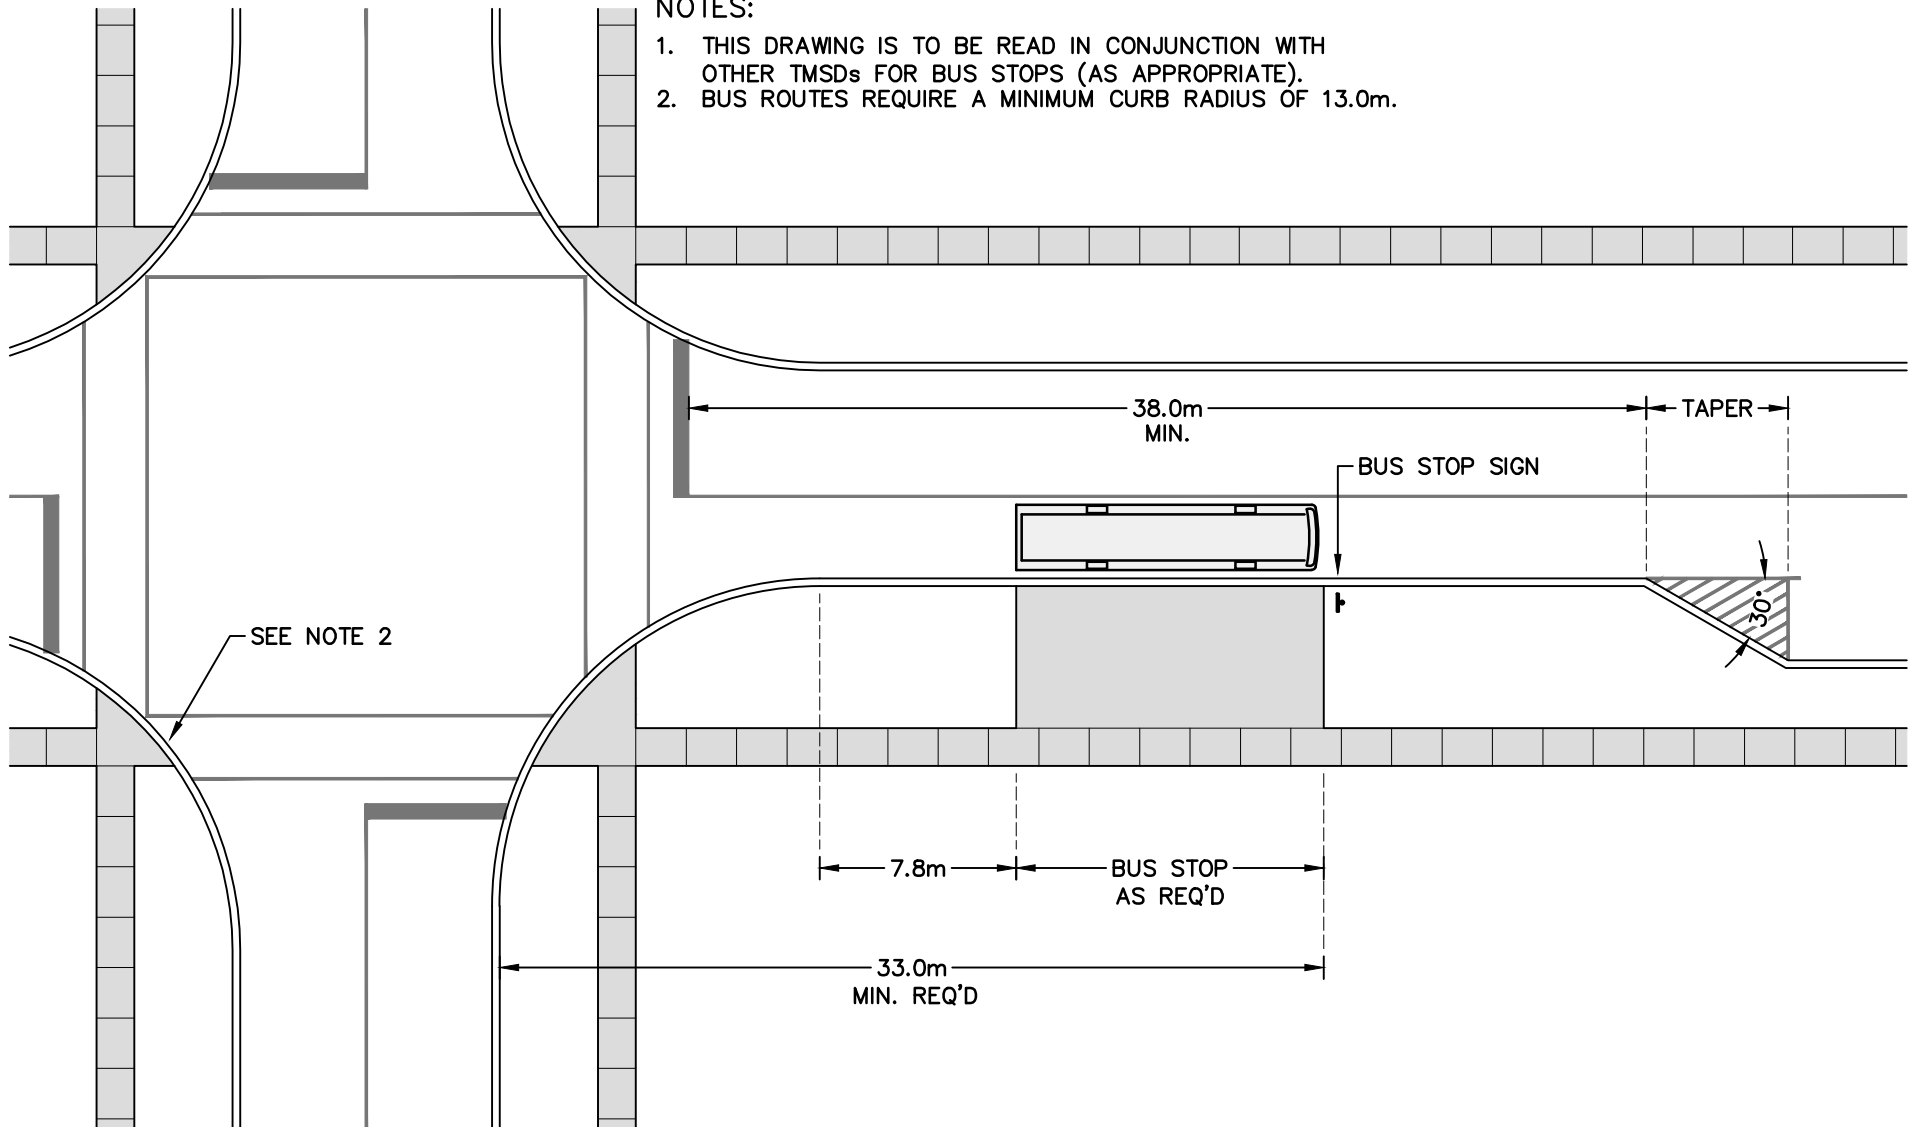 NOTES:
1. THIS DRAWING IS TO BE READ IN CONJUNCTION WITH
OTHER TMSDs FOR BUS STOPS (AS APPROPRIATE).
2. BUS ROUTES REQUIRE A MINIMUM CURB RADIUS OF 13.0m.
38.0m
MIN.
TAPER
BUS STOP SIGN
30°
SEE NOTE 2
7.8m
BUS STOP
AS REQ'D
33.0m
MIN. REQ'D